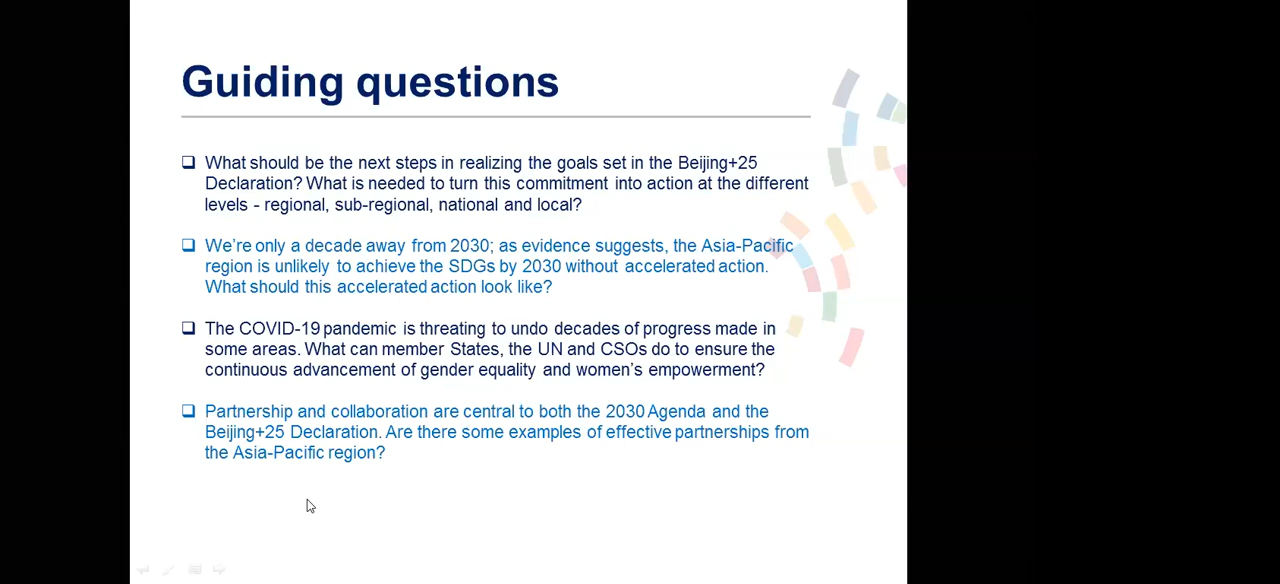 Guiding questions
What should be the next steps in realizing the goals set in the Beijing+25
Declaration? What is needed to turn this commitment into action at the different
levels - regional, sub-regional, national and local?
We're only a decade away from 2030; as evidence suggests, the Asia-Pacific
region is unlikely to achieve the SDGs by 2030 without accelerated action.
What should this accelerated action look like?
The COVID-19 pandemic is threating to undo decades of progress made in
some areas. What can member States, the UN and CSOs do to ensure the
continuous advancement of gender equality and women's empowerment?
Partnership and collaboration are central to both the 2030 Agenda and the
Beijing+25 Declaration. Are there some examples of effective partnerships from
the Asia-Pacific region?